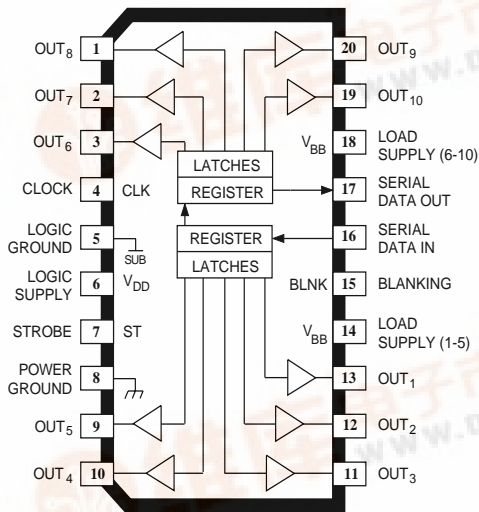 OUT8 1
OUT7 2
OUT6 3
CLOCK 4 CLK
LOGIC
GROUND 5
SUB
LOGIC
SUPPLY 6 VDD
STROBE 7 ST
POWER
GROUND 8
OUT5 9
OUT4 10
LATCHES
REGISTER
REGISTER
LATCHES
20 OUT9
19 OUT10
VBB 18 LOAD
SUPPLY (6-10)
17 SERIAL
DATA OUT
16 SERIAL
DATA IN
BLNK 15 BLANKING
VBB 14 LOAD
SUPPLY (1-5)
13 OUT1
12 OUT2
11 OUT3